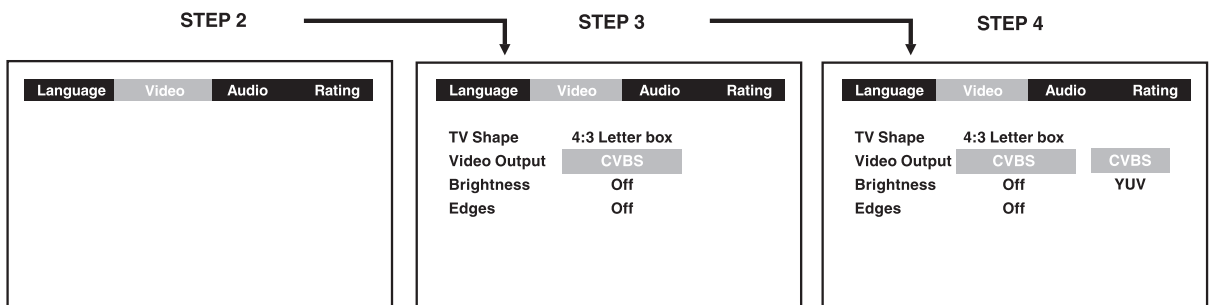 STEP 2 STEP 3 STEP 4
Language Video Audio Rating
Language Video Audio Rating
TV Shape 4:3 Letter box
Video Output CVBS
Brightness Off
Edges Off
Language Video Audio Rating
TV Shape 4:3 Letter box
Video Output CVBS CVBS
Brightness Off YUV
Edges Off